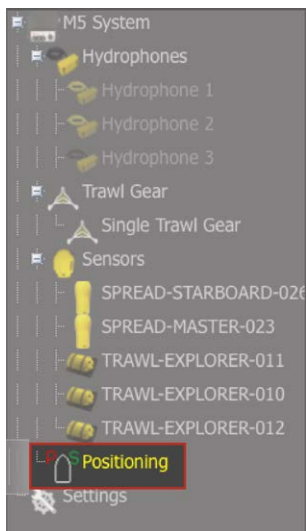 M5 System
Hydrophones
Hydrophone 1
Hydrophone 2
Hydrophone 3
Trawl Gear
Single Trawl Gear
Sensors
SPREAD-STARBOARD-026
SPREAD-MASTER-023
TRAWL-EXPLORER-011
TRAWL-EXPLORER-010
TRAWL-EXPLORER-012
P S Positioning
Settings